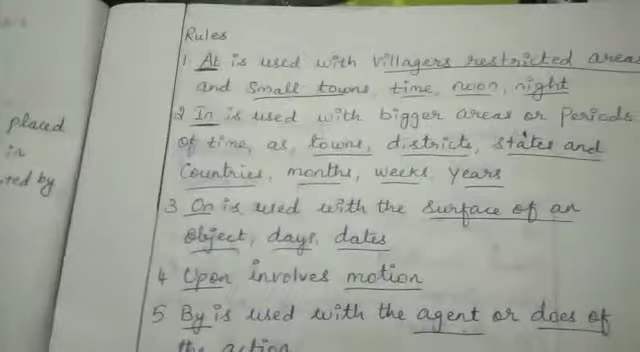 placed
in
ted by
Rules
1 At is used with villagers restricted areas
and small towns, time, noon, night
2 In is used with bigger areas or Periods
of time, as, towns, districts, states and
Countries, months, weeks, years
3 On is used with the surface of an
object, days, dates
4 Upon involves motion
5 By is used with the agent or does of
the action